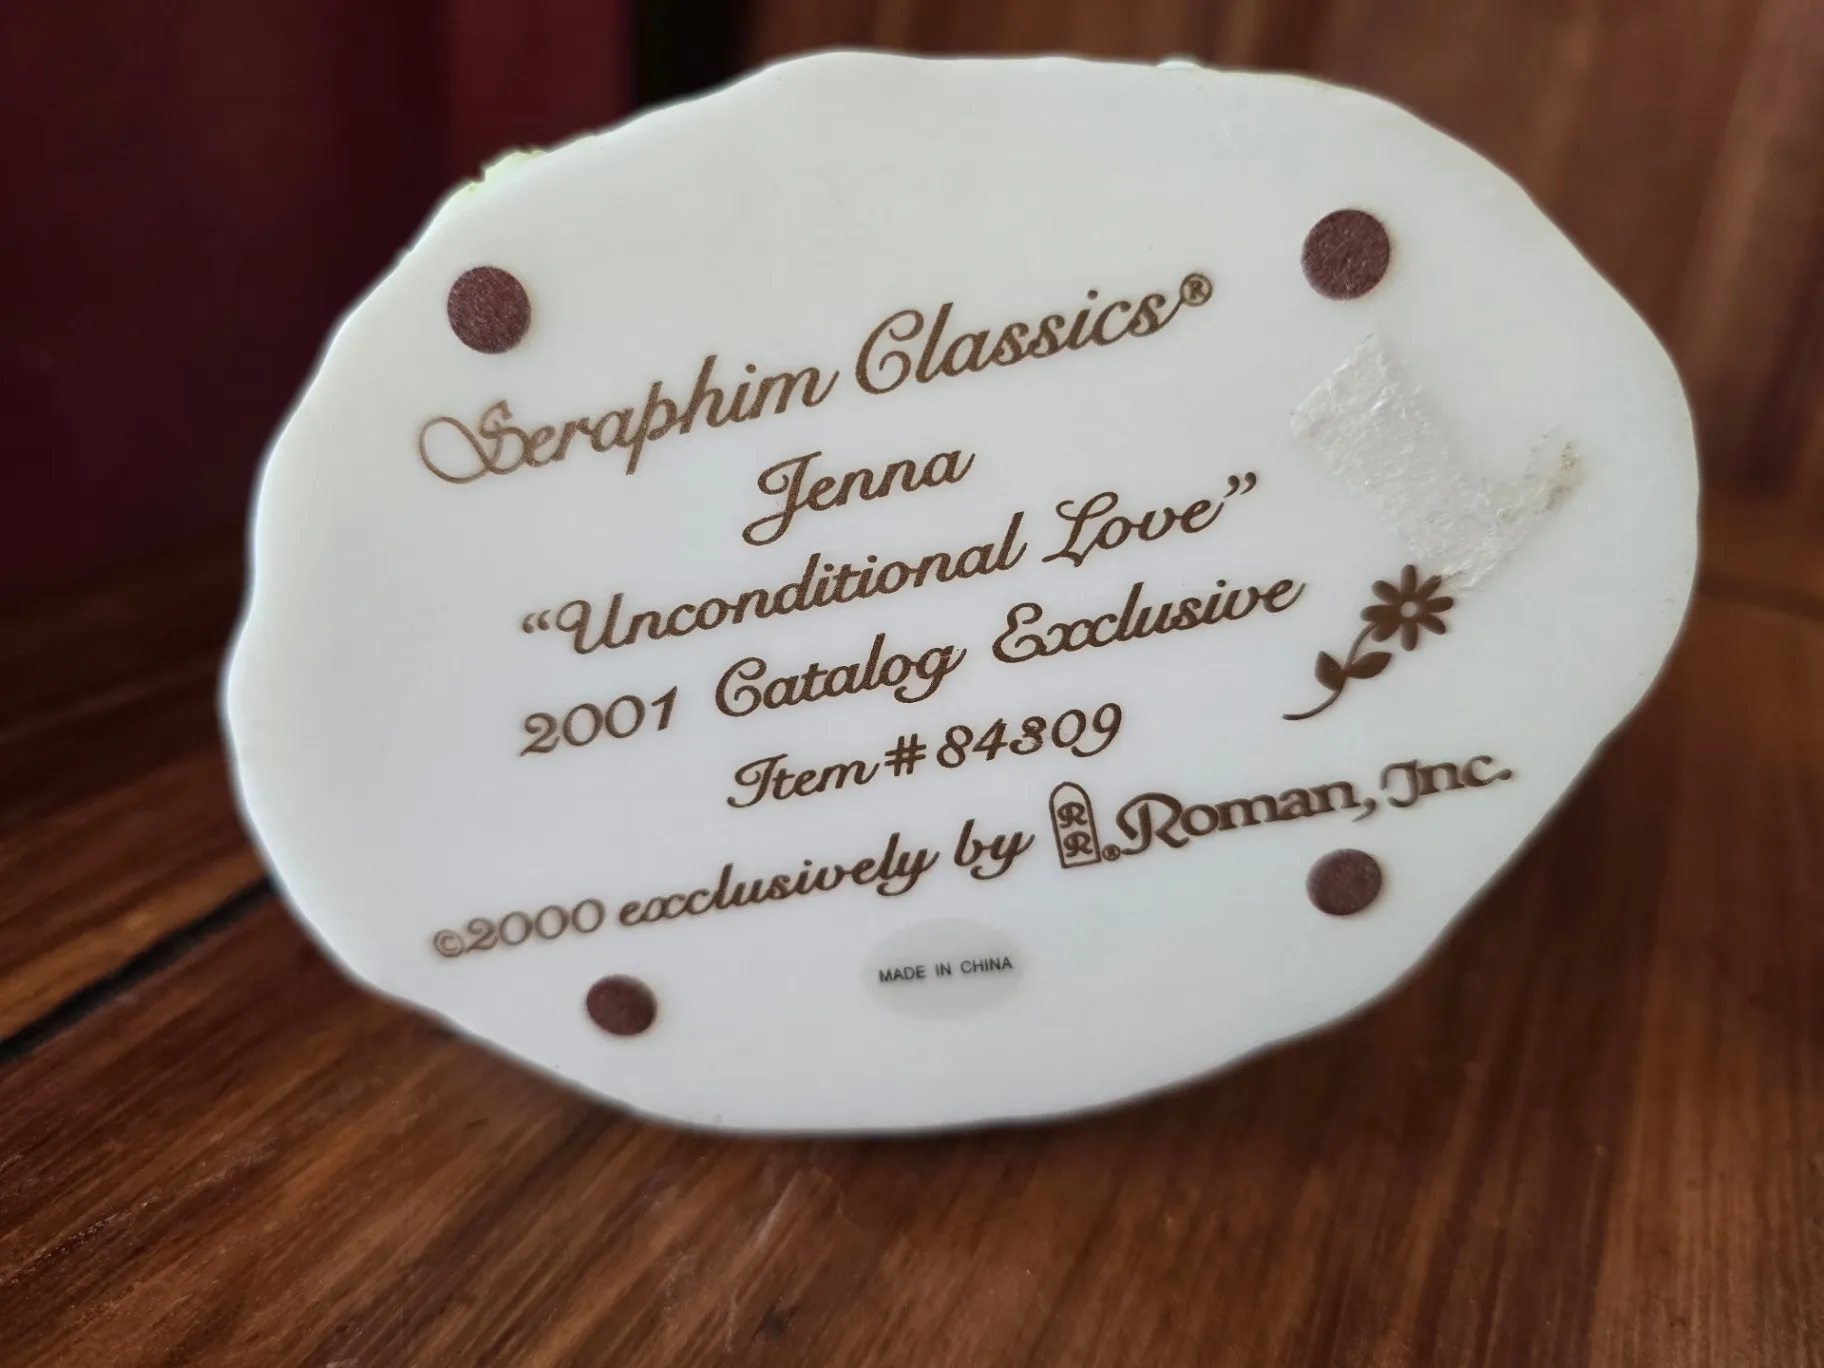 Seraphim Classics®
Jenna
“Unconditional Love”
2001 Catalog Exclusive
Item # 84309
©2000 exclusively by RR®. Roman, Inc.
MADE IN CHINA